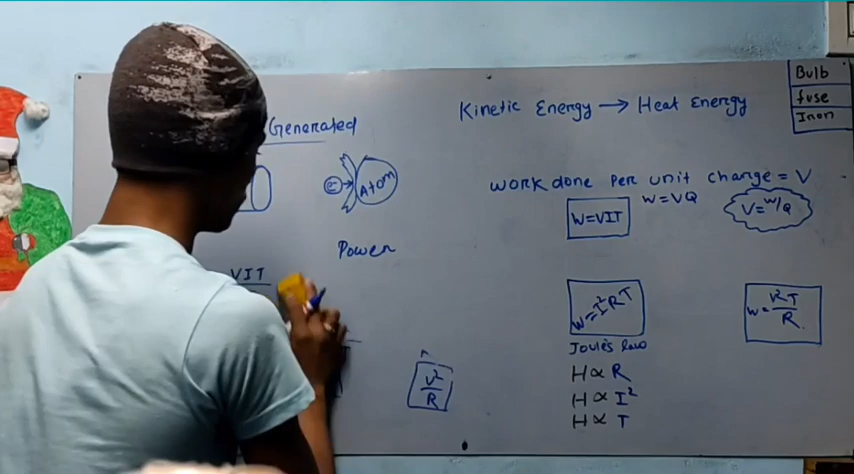 Generated
e-
Atom
Power
VIT
V²
R
Kinetic Energy → Heat Energy
Bulb
fuse
Iron
work done Per unit change = V
W=VIT
W=VQ
V=W/Q
W=I²RT
W=V²T
R
Joule's law
H∝R
H∝I²
H∝T